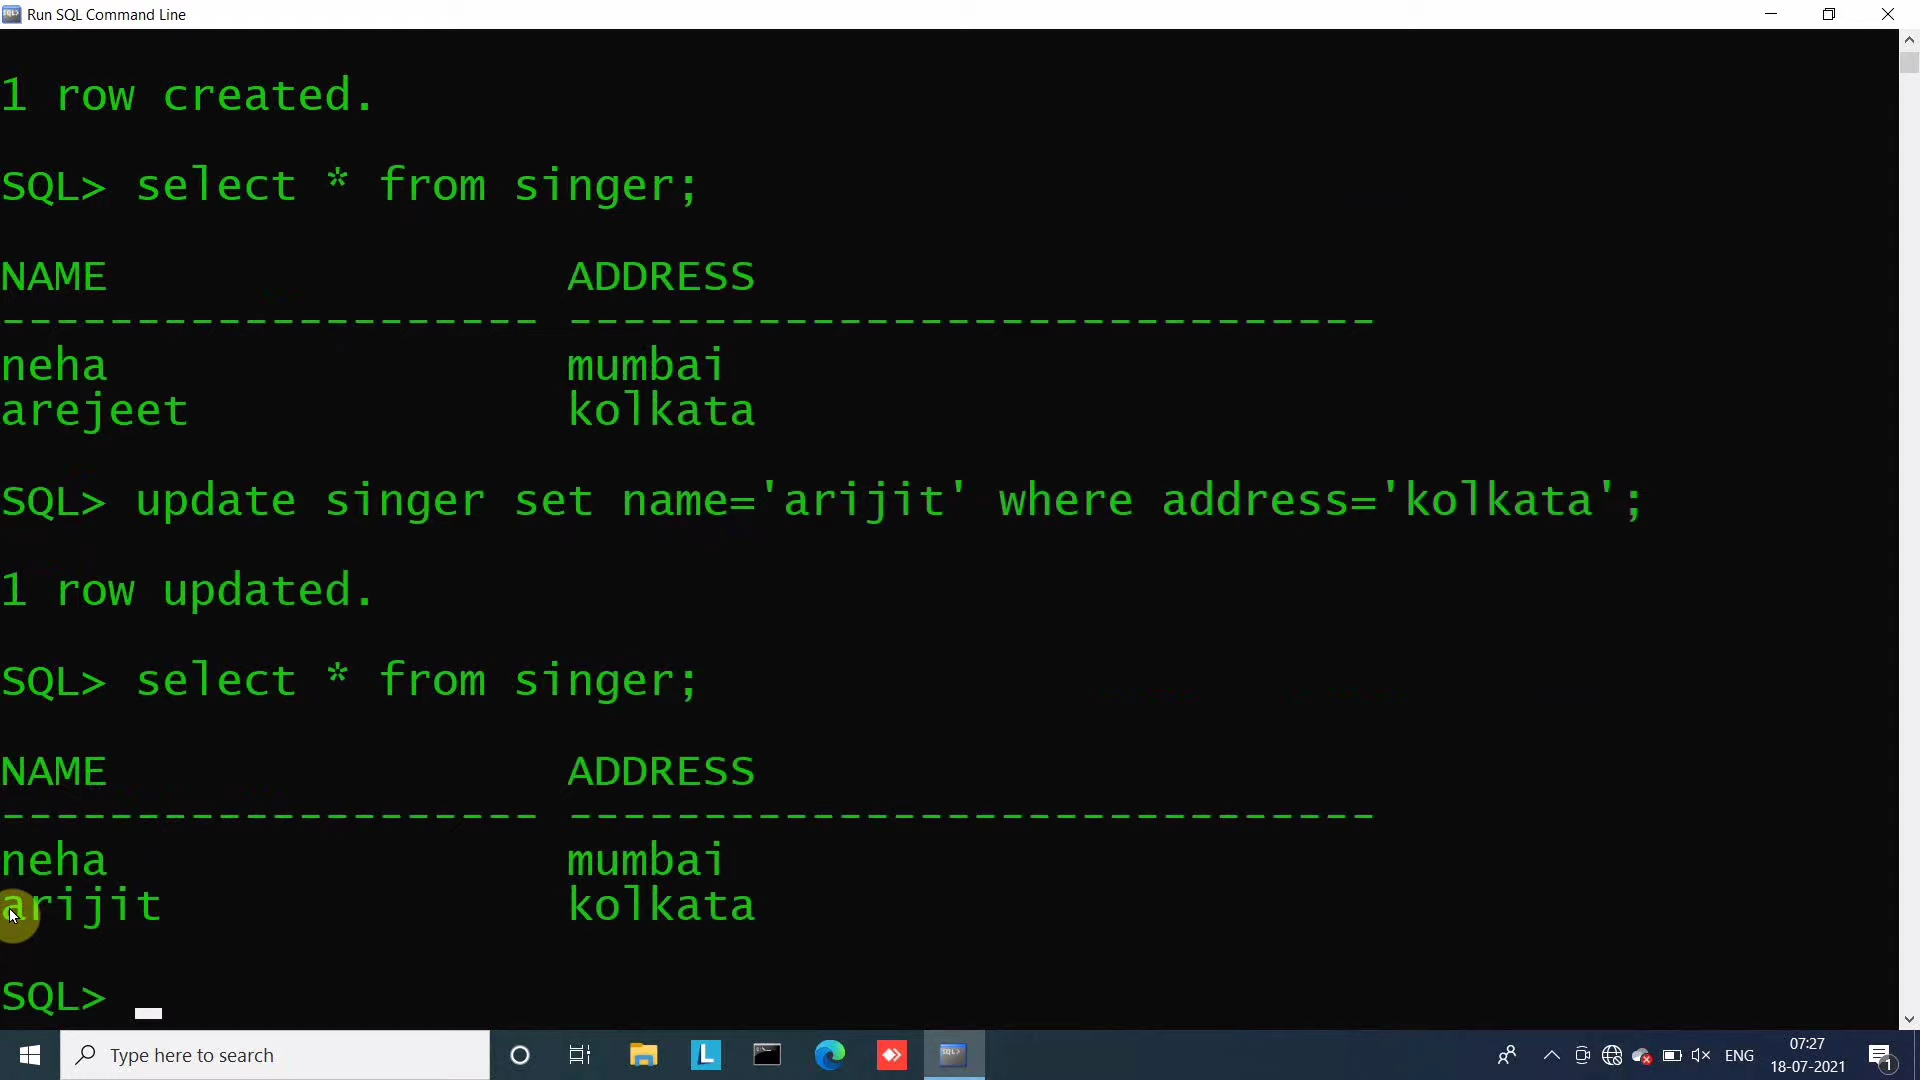 Run SQL Command Line
1 row created.
SQL> select * from singer;
NAME ADDRESS
-------------------- ------------------------------
neha mumbai
arejeet kolkata
SQL> update singer set name='arijit' where address='kolkata';
1 row updated.
SQL> select * from singer;
NAME ADDRESS
-------------------- ------------------------------
neha mumbai
arijit kolkata
SQL>
Type here to search
L
SQL>
ENG
07:27
18-07-2021
1